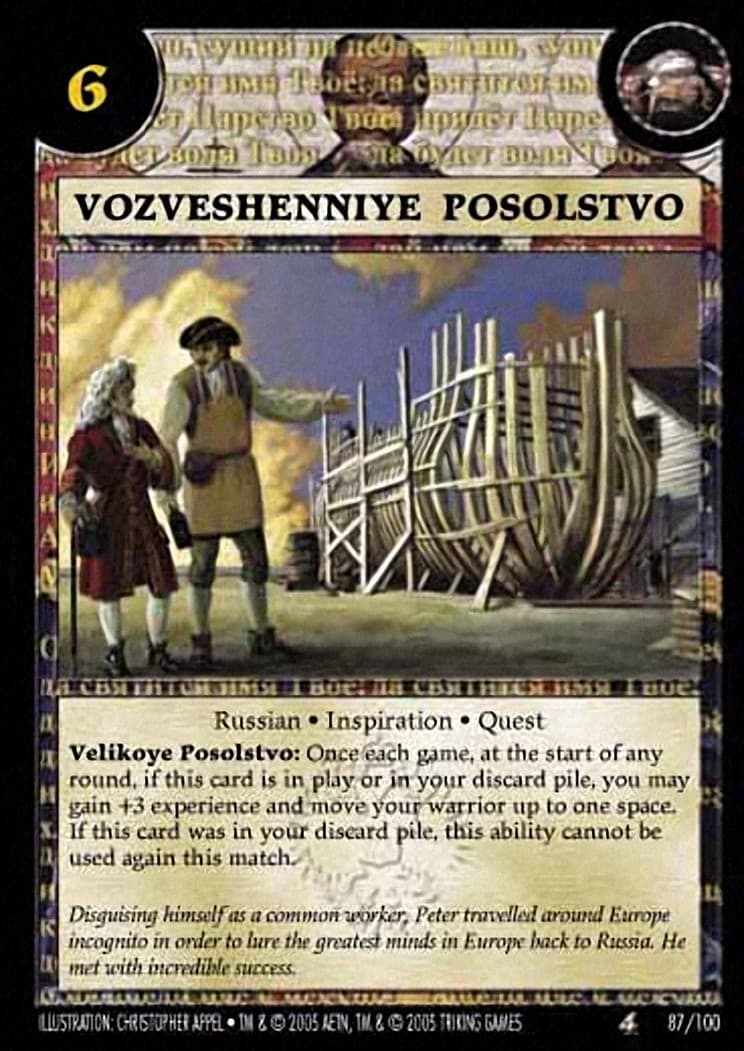 6
VOZVESHENNIYE POSOLSTVO
Russian • Inspiration • Quest
Velikoye Posolstvo: Once each game, at the start of any
round, if this card is in play or in your discard pile, you may
gain +3 experience and move your warrior up to one space.
If this card was in your discard pile, this ability cannot be
used again this match.
Disguising himself as a common worker, Peter travelled around Europe
incognito in order to lure the greatest minds in Europe back to Russia. He
met with incredible success.
ILLUSTRATION: CHRISTOPHER APPEL • TM & © 2005 AETN, TM & © 2005 TRIKING GAMES 4 87/100